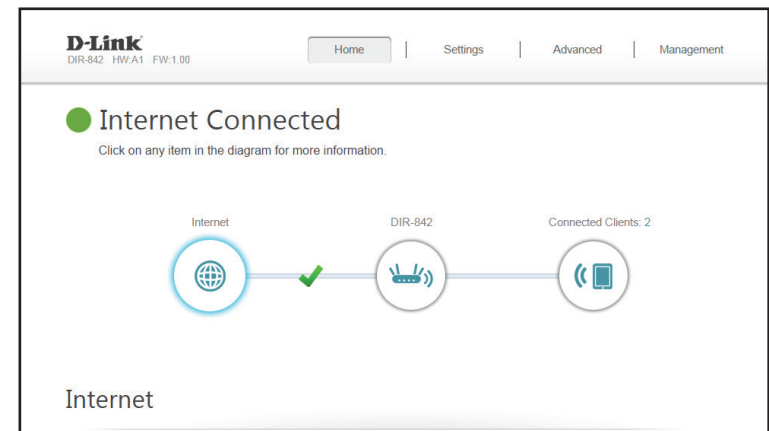 D-Link
DIR-842 HW:A1 FW:1.00
Home Settings Advanced Management
Internet Connected
Click on any item in the diagram for more information.
Internet DIR-842 Connected Clients: 2
Internet